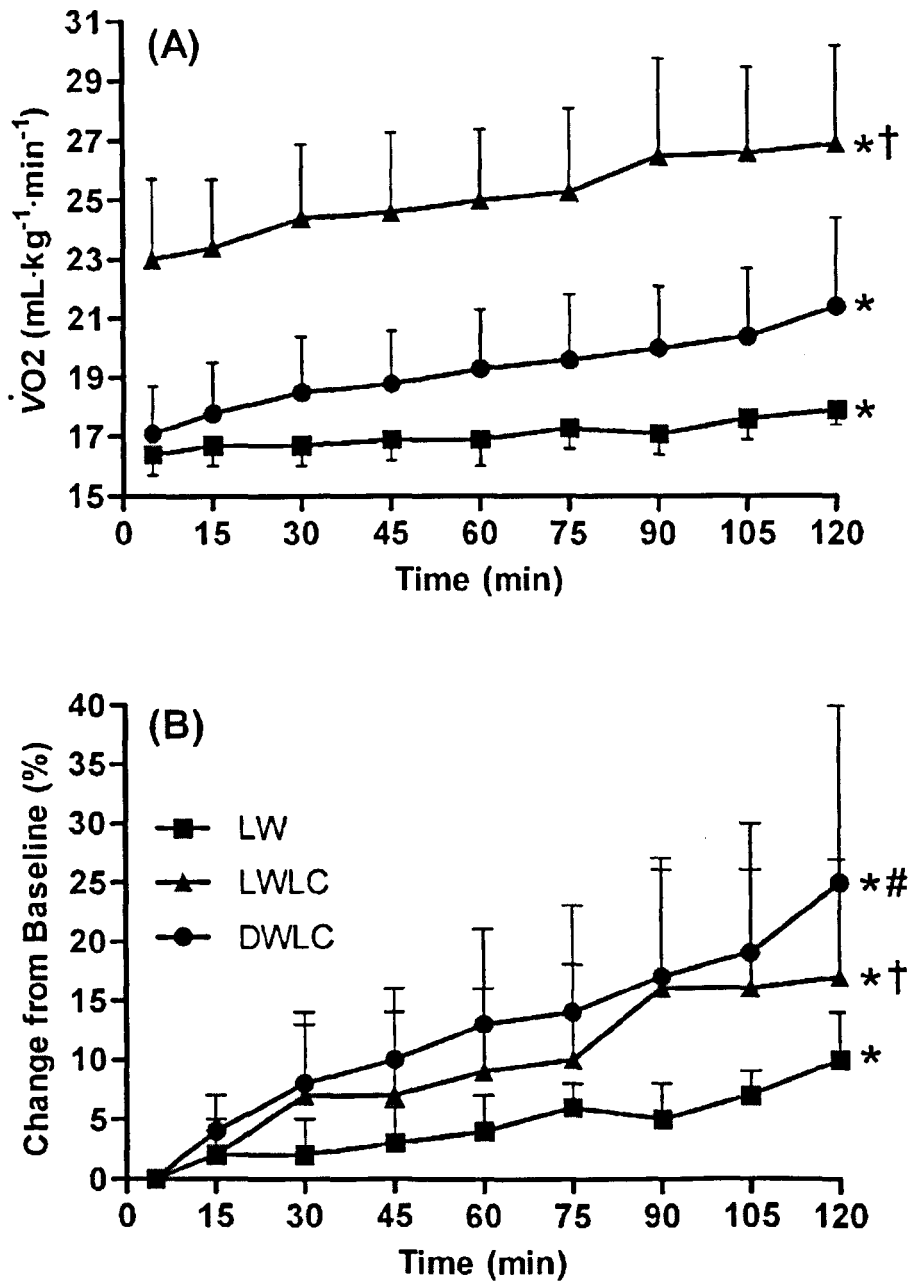 (A)
31
29
27
25
23
21
19
17
15
V̇O2 (mL·kg⁻¹·min⁻¹)
*†
*
*
0 15 30 45 60 75 90 105 120
Time (min)
(B)
40
35
30
25
20
15
10
5
0
Change from Baseline (%)
LW
LWLC
DWLC
*#
*†
*
0 15 30 45 60 75 90 105 120
Time (min)